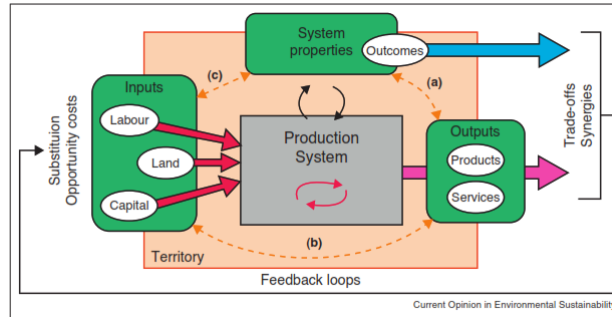 System
properties
Outcomes
(c)
(a)
Inputs
Labour
Land
Capital
Production
System
Outputs
Products
Services
(b)
Territory
Substituion
Opportunity costs
Trade-offs
Synergies
Feedback loops
Current Opinion in Environmental Sustainability